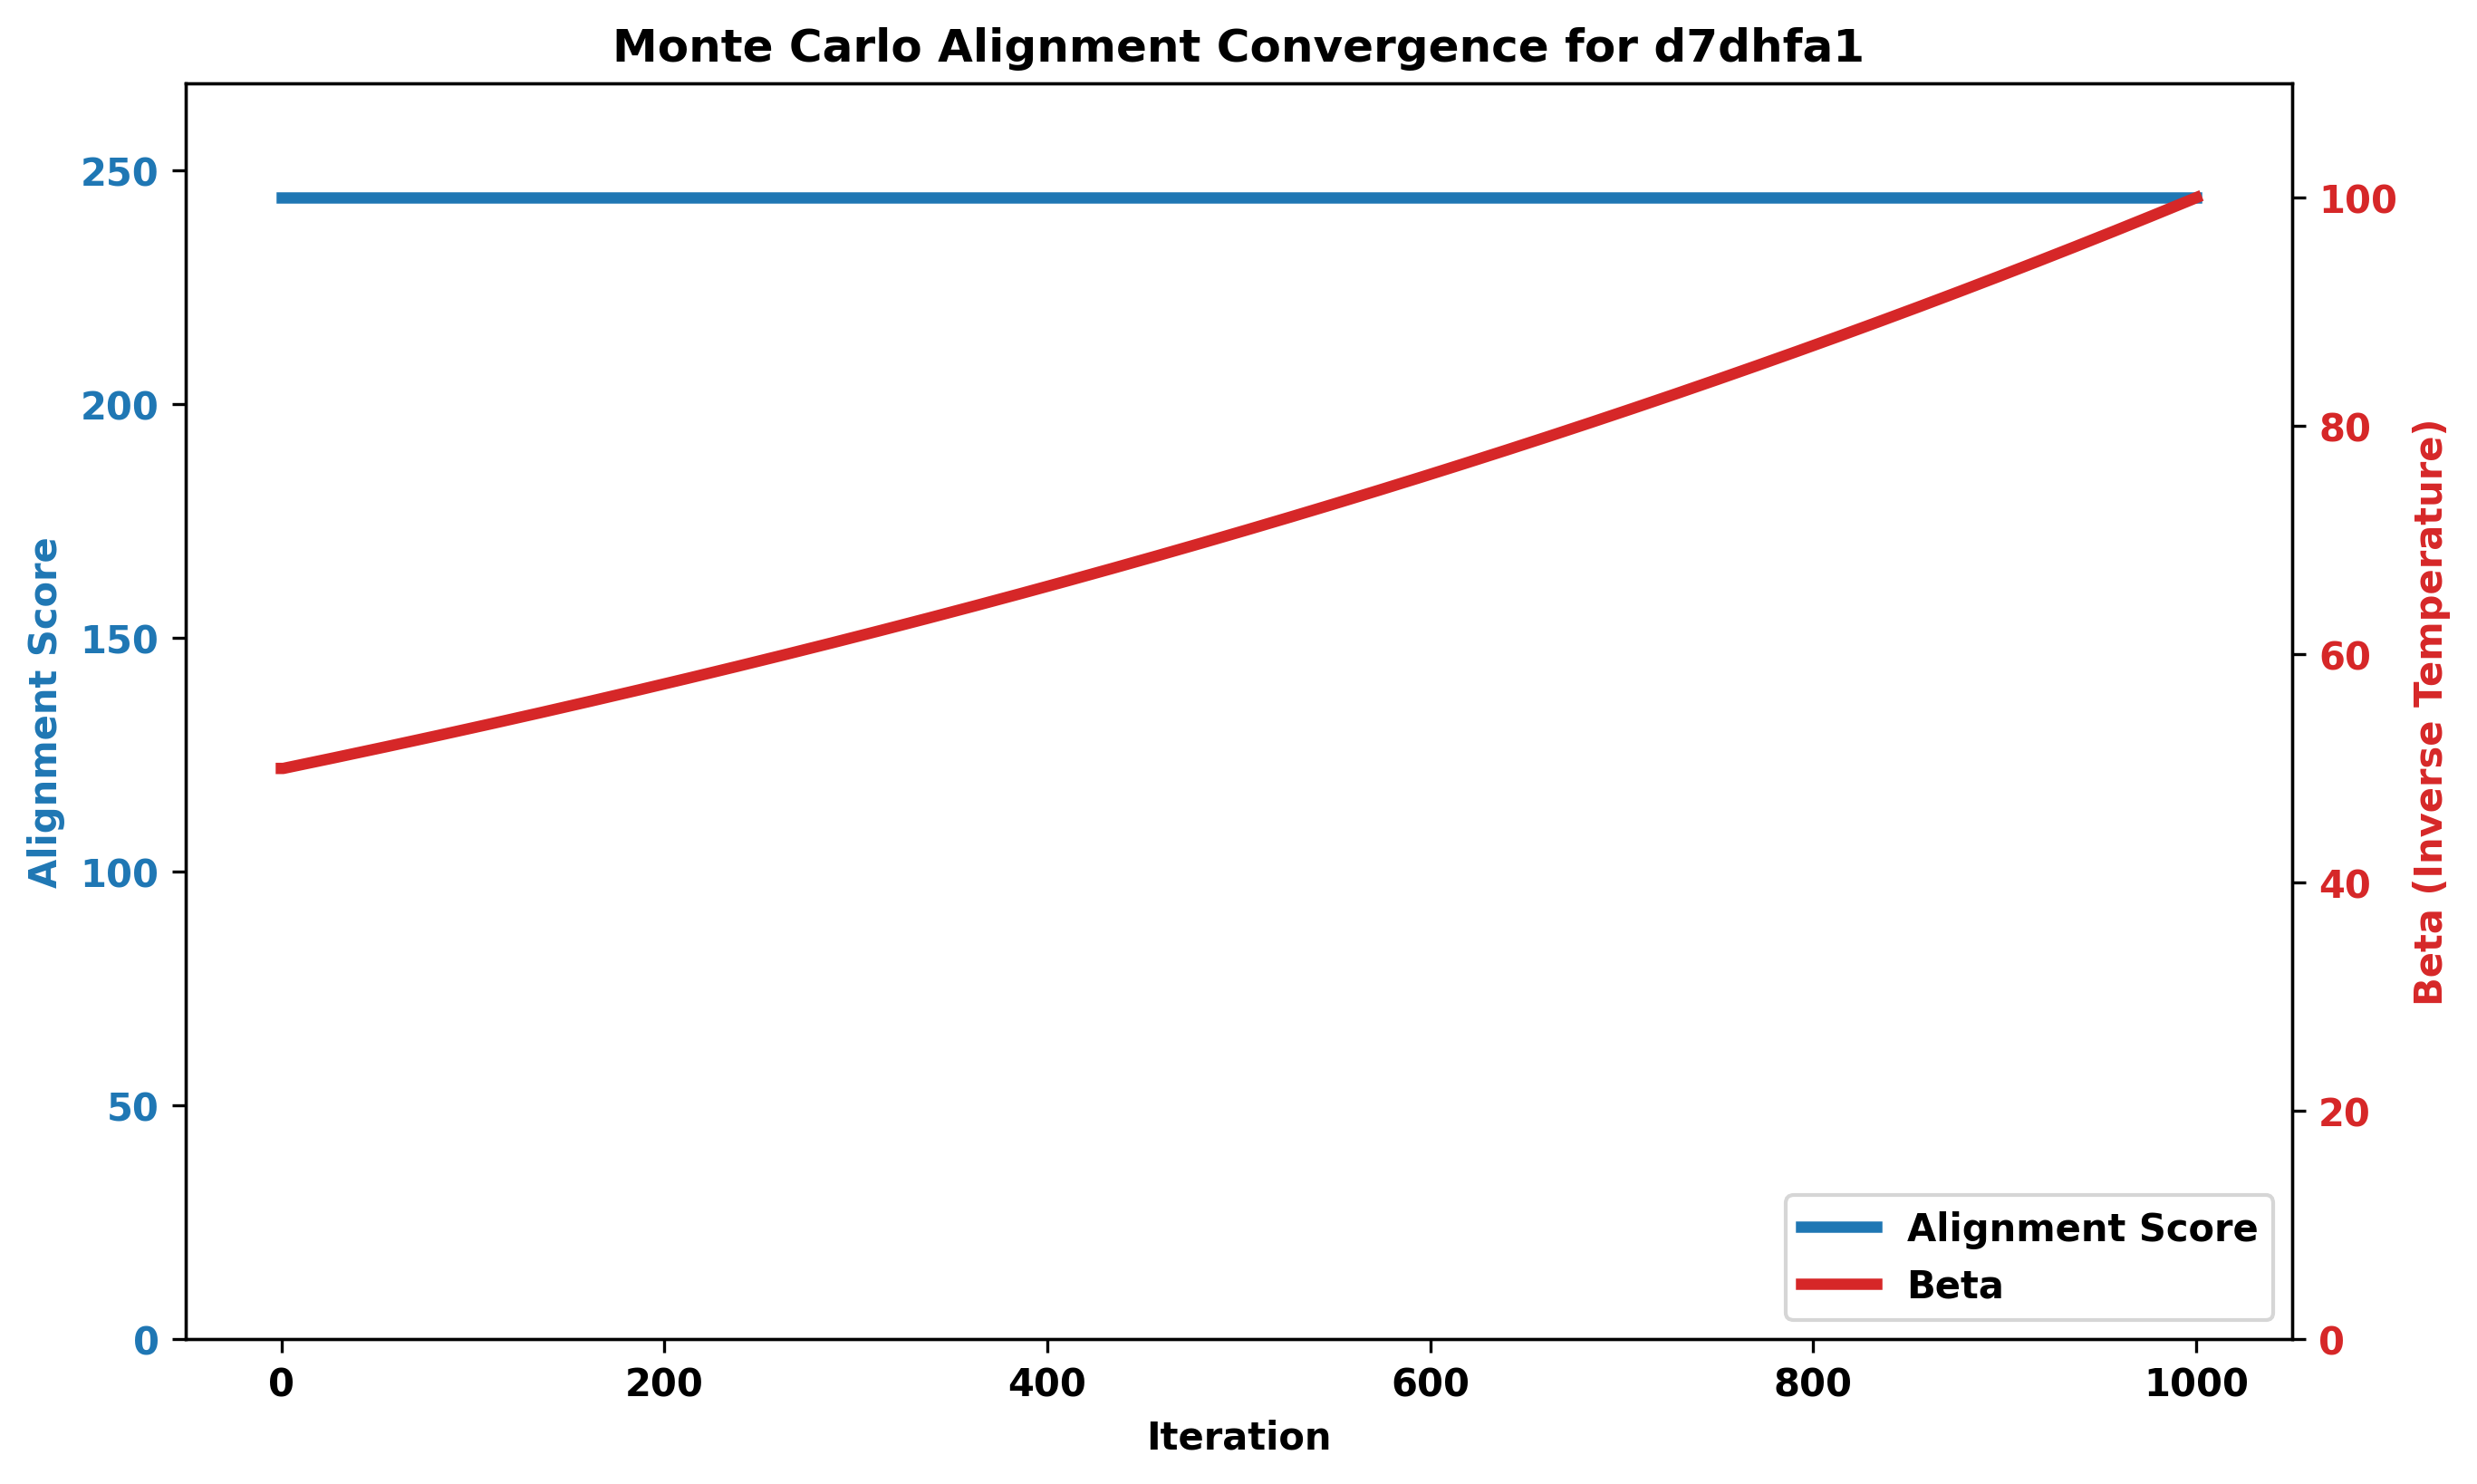 Monte Carlo Alignment Convergence for d7dhfa1
Alignment Score
250
200
150
100
50
0
100
80
60
40
20
0
Beta (Inverse Temperature)
Alignment Score
Beta
0 200 400 600 800 1000
Iteration